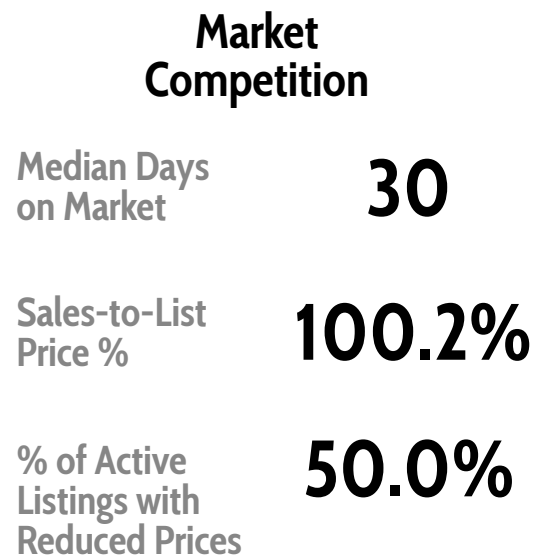 Market
Competition
Median Days
on Market
30
Sales-to-List
Price %
100.2%
% of Active
Listings with
Reduced Prices
50.0%